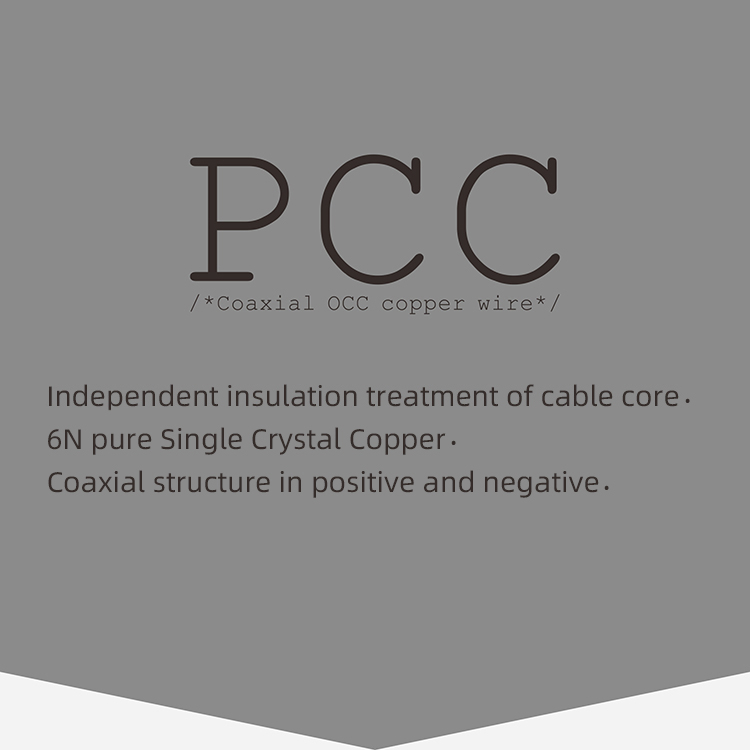 PCC
/*Coaxial OCC copper wire*/
Independent insulation treatment of cable core·
6N pure Single Crystal Copper·
Coaxial structure in positive and negative·